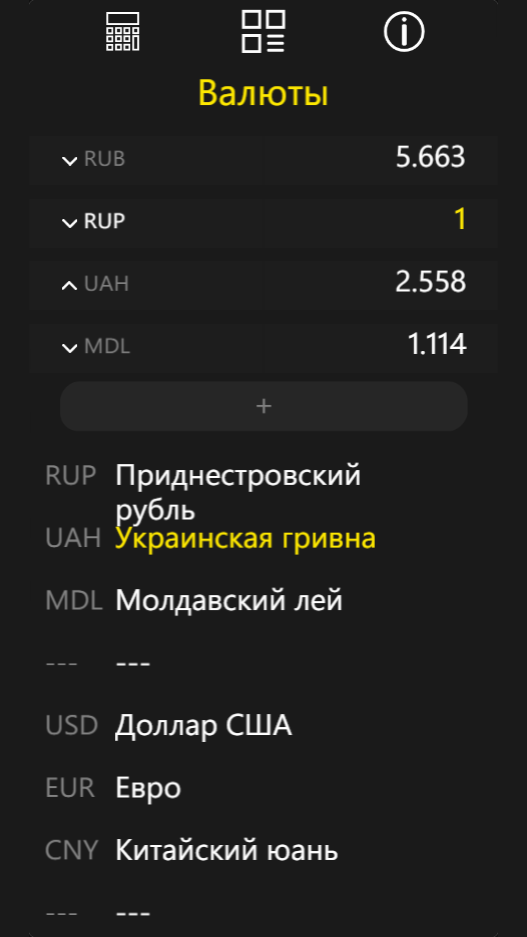 Валюты
RUB 5.663
RUP 1
UAH 2.558
MDL 1.114
+
RUP Приднестровский
рубль
UAH Украинская гривна
MDL Молдавский лей
--- ---
USD Доллар США
EUR Евро
CNY Китайский юань
--- ---